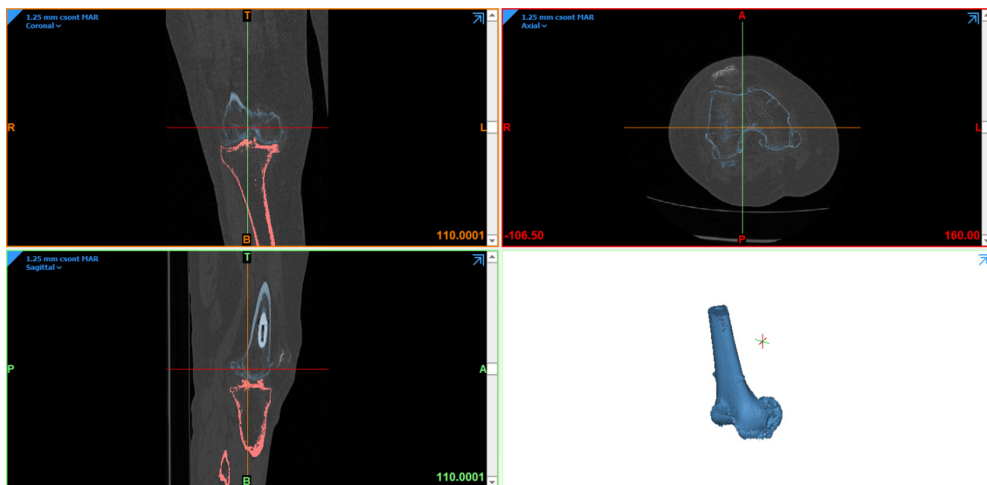 1.25 mm csont MAR
Coronal
T
R
L
B
110.0001
1.25 mm csont MAR
Axial
A
R
L
P
-106.50
160.00
1.25 mm csont MAR
Sagittal
T
P
A
B
110.0001